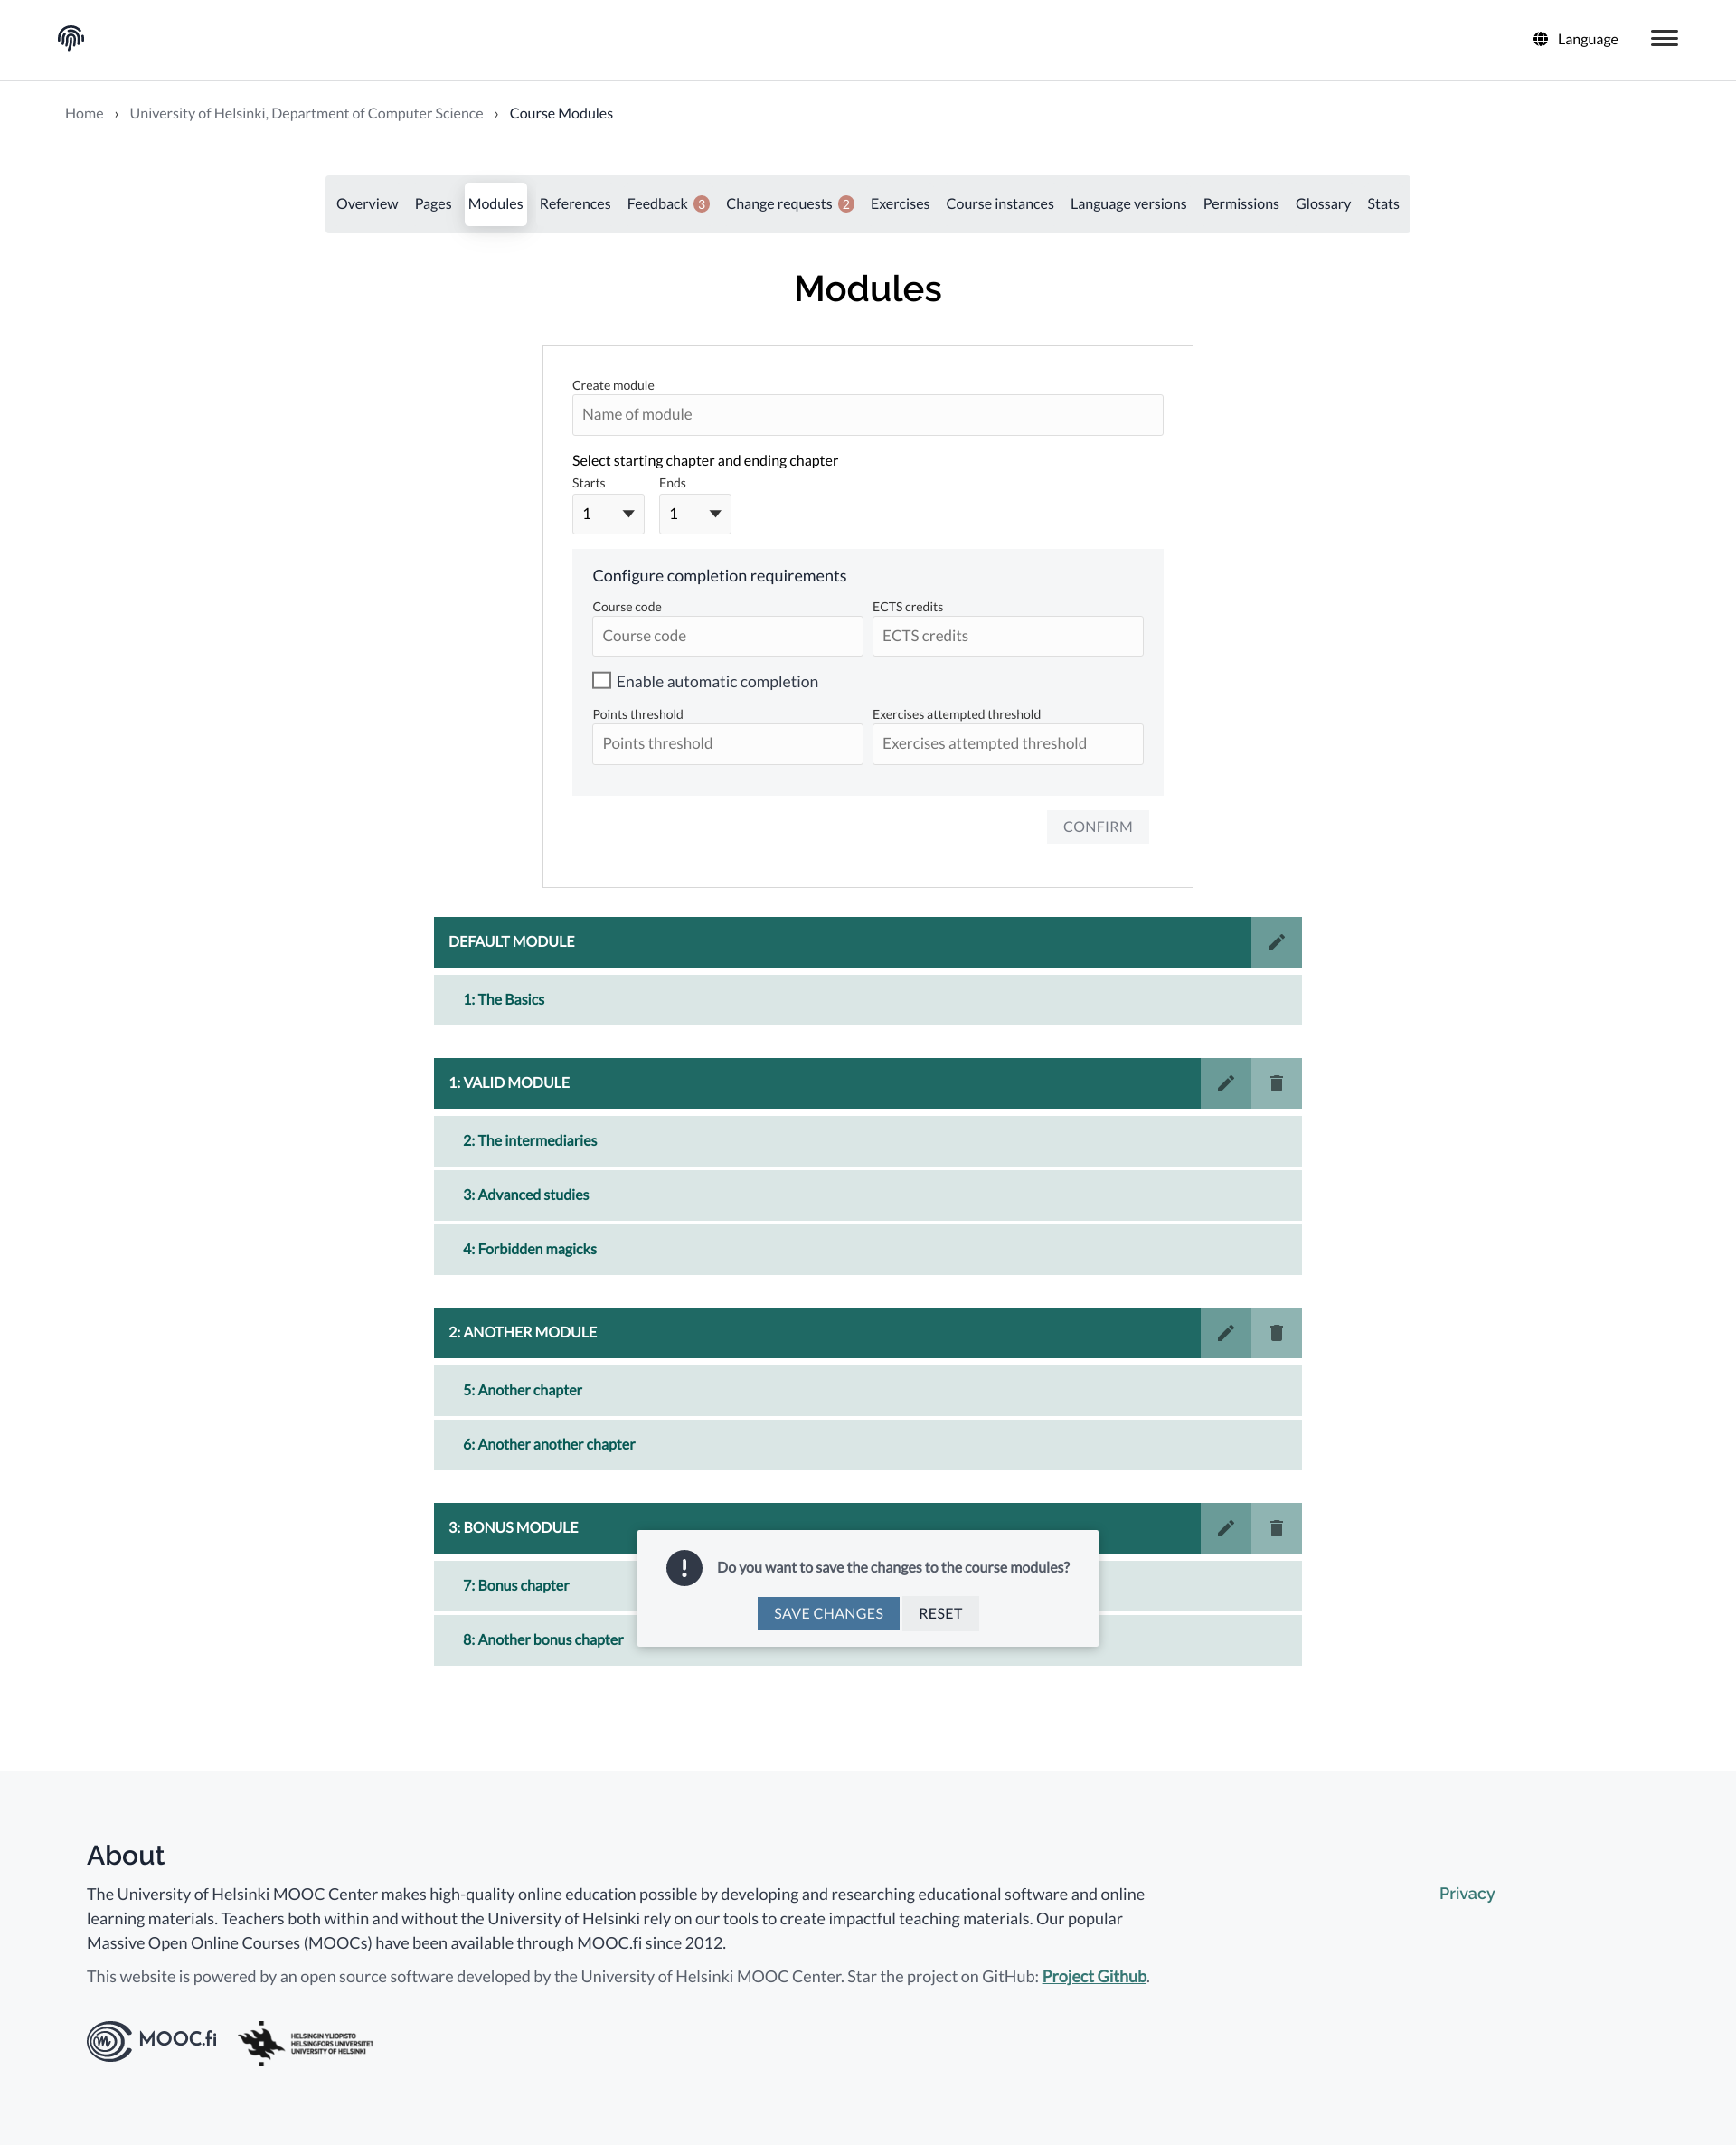 Language
Home › University of Helsinki, Department of Computer Science › Course Modules
Overview Pages Modules References Feedback 3 Change requests 2 Exercises Course instances Language versions Permissions Glossary Stats
Modules
Create module
Name of module
Select starting chapter and ending chapter
Starts Ends
1 1
Configure completion requirements
Course code ECTS credits
Course code ECTS credits
Enable automatic completion
Points threshold Exercises attempted threshold
Points threshold Exercises attempted threshold
CONFIRM
DEFAULT MODULE
1: The Basics
1: VALID MODULE
2: The intermediaries
3: Advanced studies
4: Forbidden magicks
2: ANOTHER MODULE
5: Another chapter
6: Another another chapter
3: BONUS MODULE
Do you want to save the changes to the course modules?
7: Bonus chapter
SAVE CHANGES RESET
8: Another bonus chapter
About
The University of Helsinki MOOC Center makes high-quality online education possible by developing and researching educational software and online
learning materials. Teachers both within and without the University of Helsinki rely on our tools to create impactful teaching materials. Our popular
Massive Open Online Courses (MOOCs) have been available through MOOC.fi since 2012.
Privacy
This website is powered by an open source software developed by the University of Helsinki MOOC Center. Star the project on GitHub: Project Github.
MOOC.fi
HELSINGIN YLIOPISTO
HELSINGFORS UNIVERSITET
UNIVERSITY OF HELSINKI